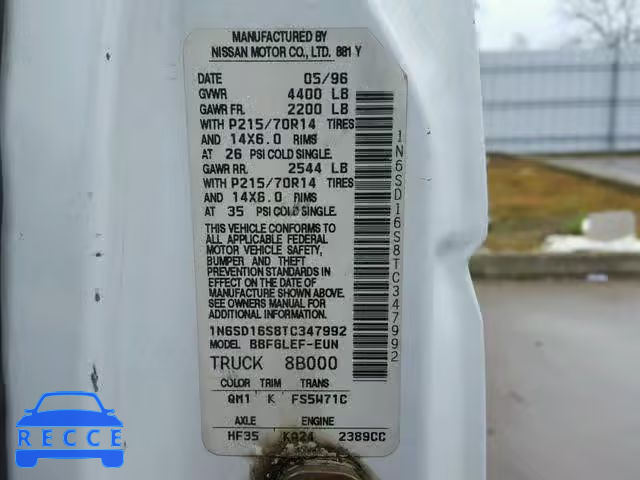 MANUFACTURED BY
NISSAN MOTOR CO., LTD. 881 Y
DATE 05/96
GVWR 4400 LB
GAWR FR. 2200 LB
WITH P215/70R14 TIRES
AND 14X6.0 RIMS
AT 26 PSI COLD SINGLE.
GAWR RR. 2544 LB
WITH P215/70R14 TIRES
AND 14X6.0 RIMS
AT 35 PSI COLD SINGLE.
THIS VEHICLE CONFORMS TO
ALL APPLICABLE FEDERAL
MOTOR VEHICLE SAFETY,
BUMPER AND THEFT
PREVENTION STANDARDS IN
EFFECT ON THE DATE OF
MANUFACTURE SHOWN ABOVE.
SEE OWNERS MANUAL FOR
ADDITIONAL INFORMATION.
1N6SD16S8TC347992
MODEL BBFGLEF-EUN
TRUCK 8B000
COLOR TRIM TRANS
QM1 K FS5W71C
AXLE ENGINE
HF35 KA24 2389CC
1N6SD16S8TC347992
RECCE